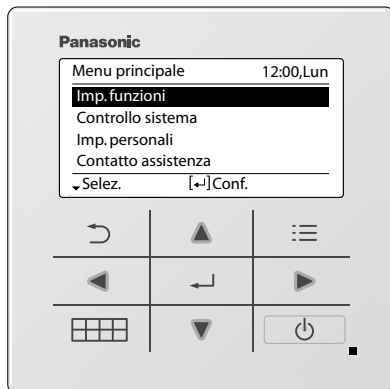 Panasonic
Menu principale 12:00,Lun
Imp.funzioni
Controllo sistema
Imp.personali
Contatto assistenza
Selez. [↵]Conf.